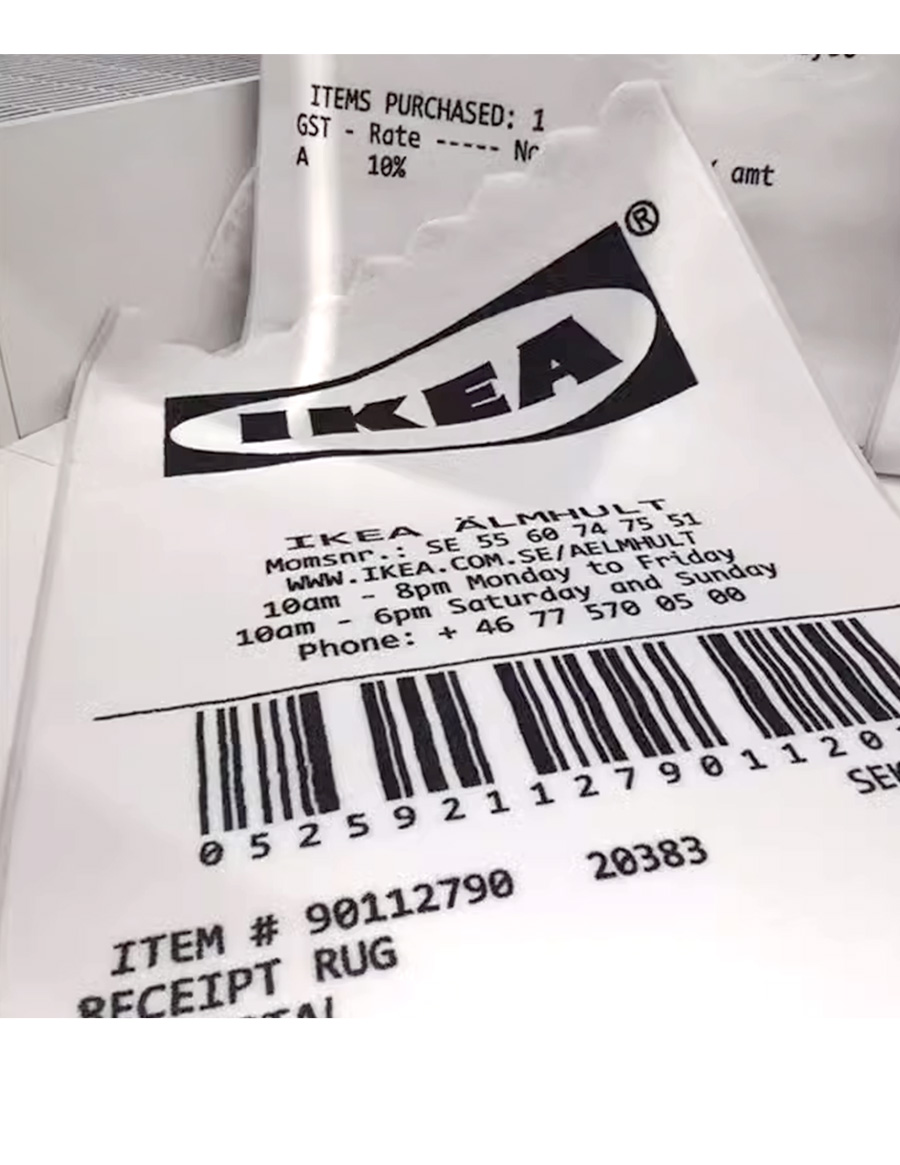 ITEMS PURCHASED: 1
GST - Rate -----
A 10%
amt
IKEA®
IKEA ÄLMHULT
Momsnr.: SE 55 60 74 75 51
WWW.IKEA.COM.SE/AELMHULT
10am - 8pm Monday to Friday
10am - 6pm Saturday and Sunday
Phone: + 46 77 570 05 00
0525921127901120
SEK
ITEM # 90112790 20383
RECEIPT RUG